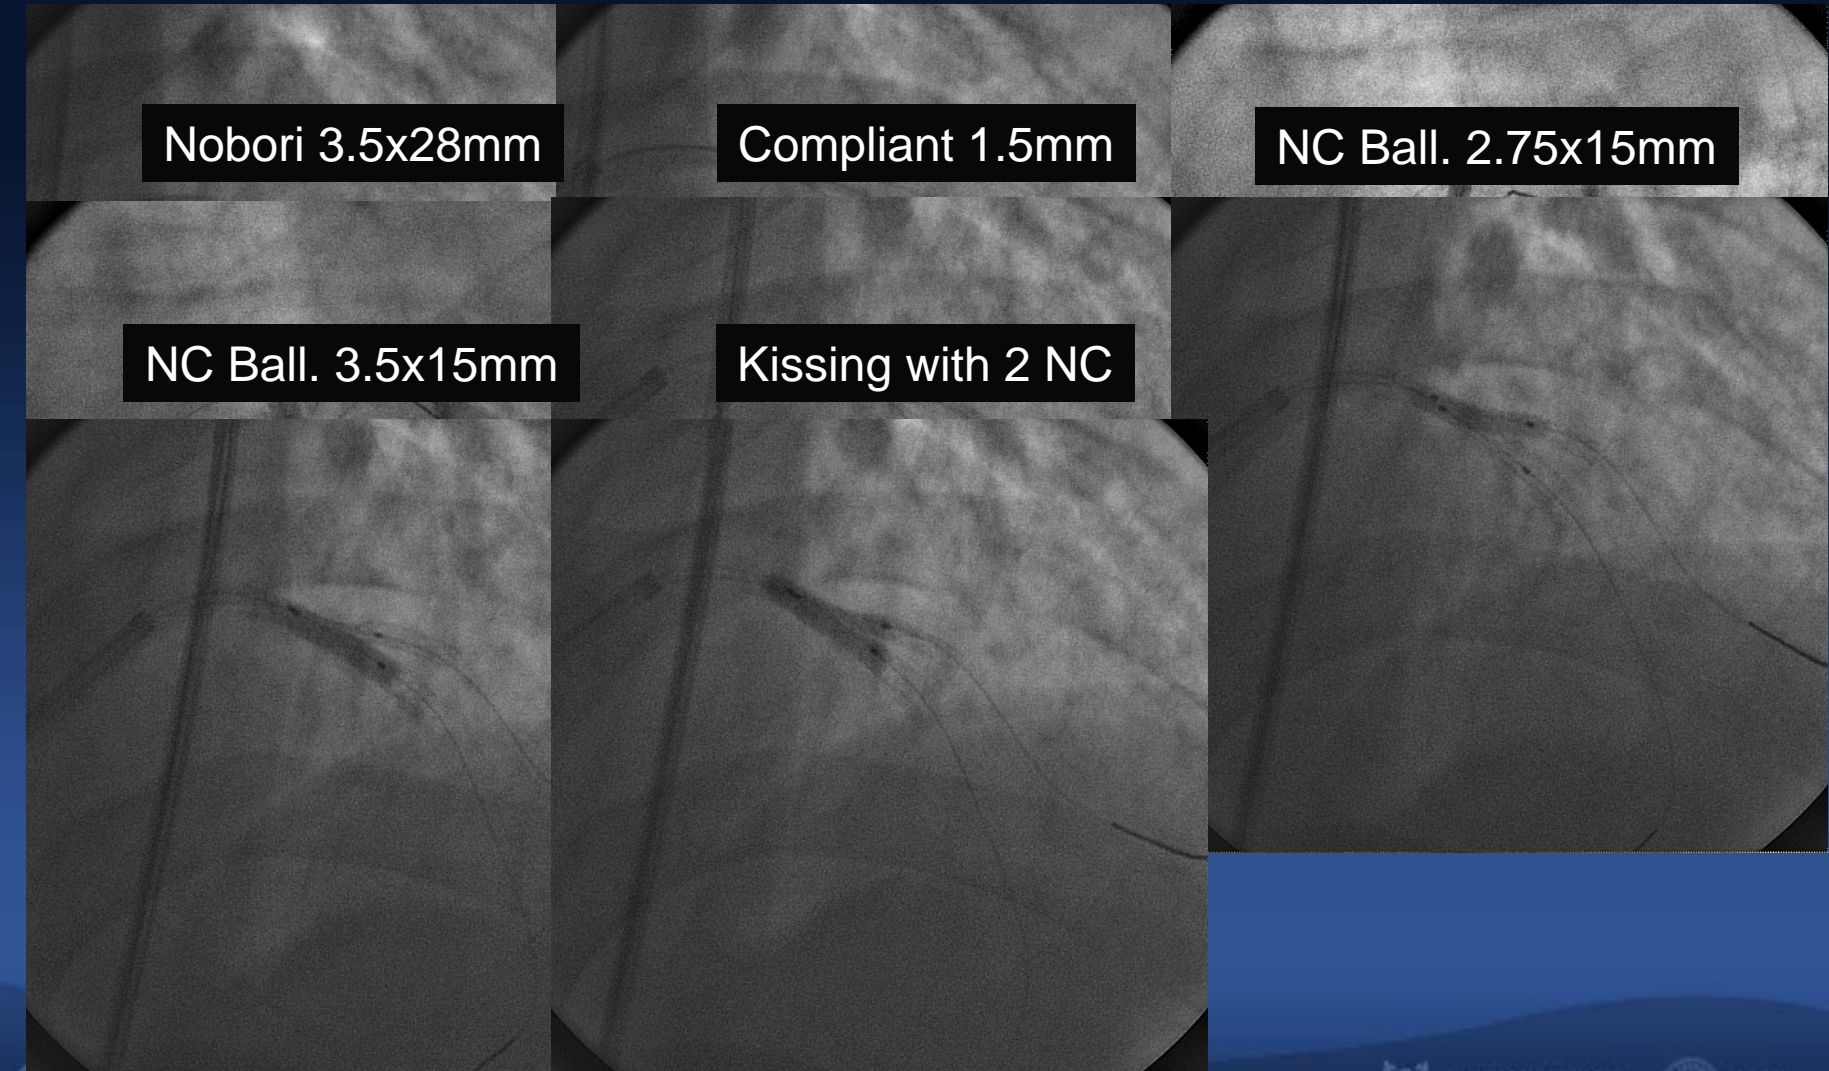 Nobori 3.5x28mm
Compliant 1.5mm
NC Ball. 2.75x15mm
NC Ball. 3.5x15mm
Kissing with 2 NC